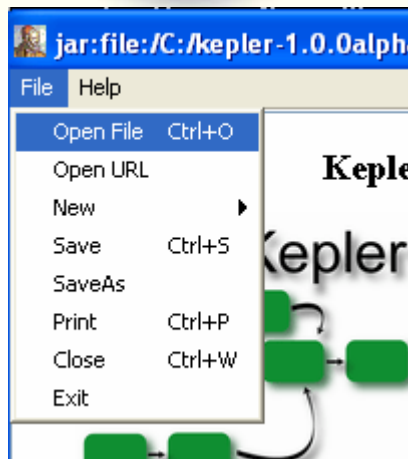 jar:file:/C:/kepler-1.0.0alph
File Help
Open File Ctrl+O
Open URL
New
Save Ctrl+S
SaveAs
Print Ctrl+P
Close Ctrl+W
Exit
Keple
Kepler